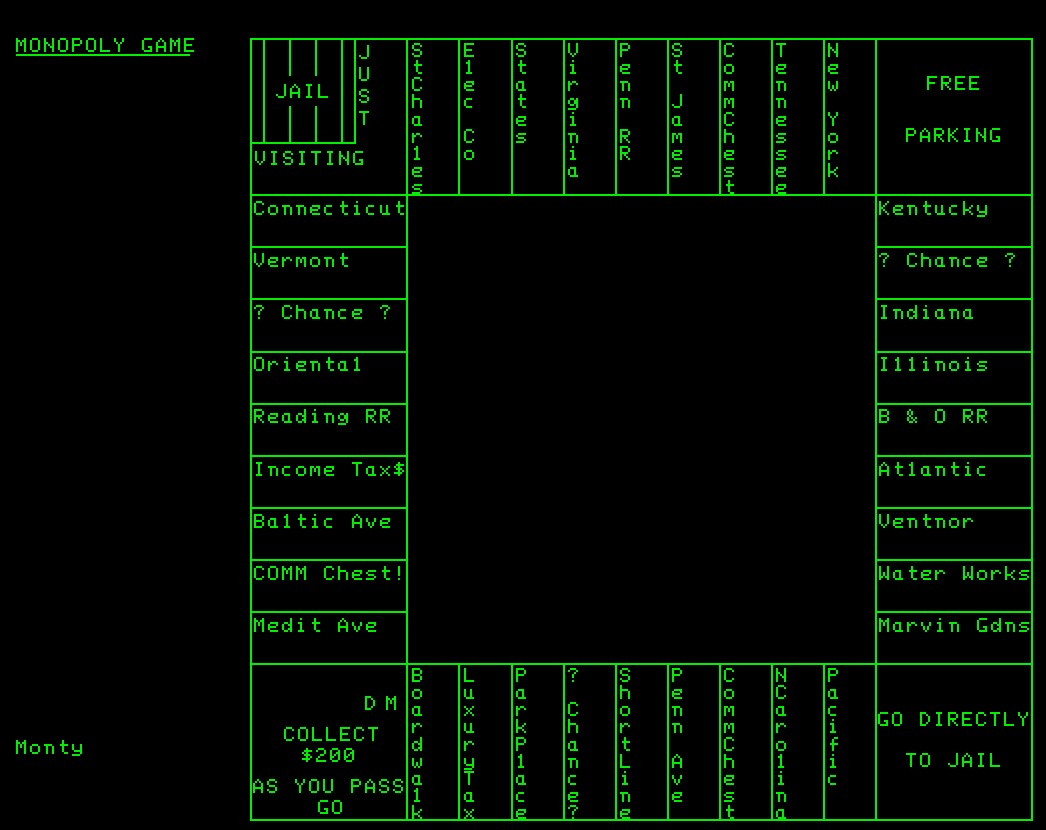 MONOPOLY GAME
JAIL
JUST
VISITING
StCharles
Elec Co
States
Virginia
Penn RR
St James
CommChest
Tennessee
New York
FREE
PARKING
Connecticut
Kentucky
Vermont
? Chance ?
? Chance ?
Indiana
Oriental
Illinois
Reading RR
B & O RR
Income Tax$
Atlantic
Baltic Ave
Ventnor
COMM Chest!
Water Works
Medit Ave
Marvin Gdns
D M
COLLECT
$200
AS YOU PASS
GO
Boardwalk
LuxuryTax
ParkPlace
? Chance?
ShortLine
Penn Ave
CommChest
NCarolina
Pacific
GO DIRECTLY
TO JAIL
Monty